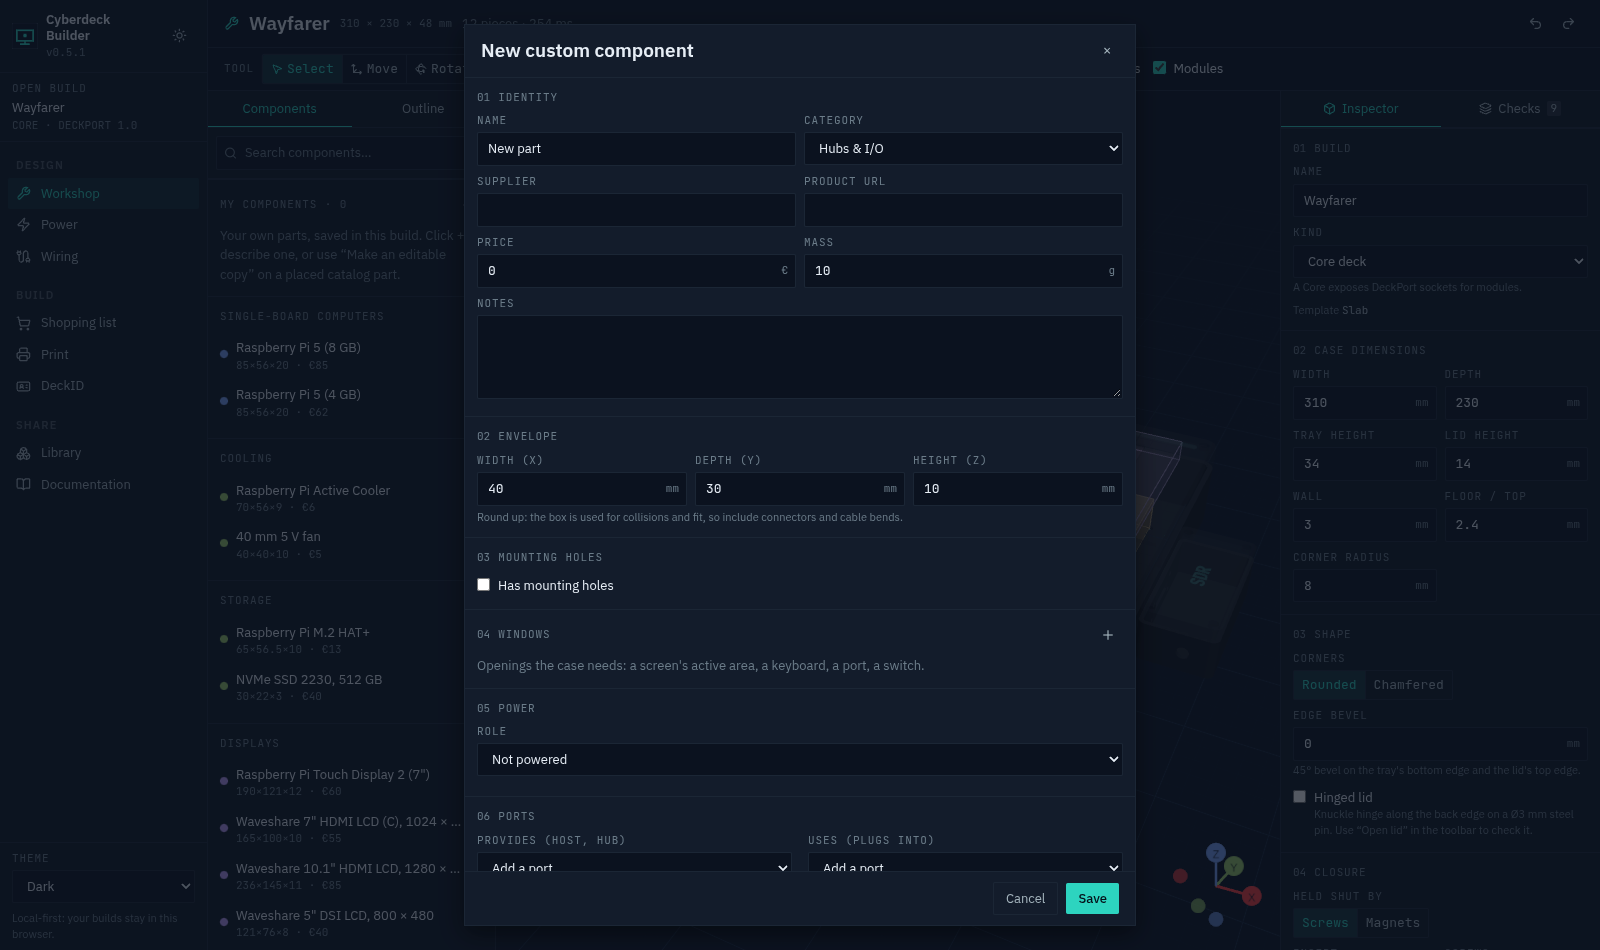 Cyberdeck
Builder
v0.5.1
OPEN BUILD
Wayfarer
CORE · DECKPORT 1.0
DESIGN
Workshop
Power
Wiring
BUILD
Shopping list
Print
DeckID
SHARE
Library
Documentation
THEME
Dark
Local-first: your builds stay in this
browser.
Wayfarer 310 × 230 × 48 mm 12 pieces · 254 ms
TOOL Select Move
Modules
Components Outline
Search components...
MY COMPONENTS · 0
Your own parts, saved in this build. Click +
describe one, or use "Make an editable
copy" on a placed catalog part.
SINGLE-BOARD COMPUTERS
Raspberry Pi 5 (8 GB)
85×56×20 · €85
Raspberry Pi 5 (4 GB)
85×56×20 · €62
COOLING
Raspberry Pi Active Cooler
70×56×9 · €6
40 mm 5 V fan
40×40×10 · €5
STORAGE
Raspberry Pi M.2 HAT+
65×56.5×10 · €13
NVMe SSD 2230, 512 GB
30×22×3 · €40
DISPLAYS
Raspberry Pi Touch Display 2 (7")
190×121×12 · €60
Waveshare 7" HDMI LCD (C), 1024 × ...
165×100×10 · €55
Waveshare 10.1" HDMI LCD, 1280 × ...
236×145×11 · €85
Waveshare 5" DSI LCD, 800 × 480
121×76×8 · €40
New custom component ×
01 IDENTITY
NAME CATEGORY
New part Hubs & I/O
SUPPLIER PRODUCT URL
PRICE MASS
0 € 10 g
NOTES
02 ENVELOPE
WIDTH (X) DEPTH (Y) HEIGHT (Z)
40 mm 30 mm 10 mm
Round up: the box is used for collisions and fit, so include connectors and cable bends.
03 MOUNTING HOLES
Has mounting holes
04 WINDOWS +
Openings the case needs: a screen's active area, a keyboard, a port, a switch.
05 POWER
ROLE
Not powered
06 PORTS
PROVIDES (HOST, HUB) USES (PLUGS INTO)
Add a port Add a port
Cancel Save
SDR
Z
Y
X
Inspector Checks 9
01 BUILD
NAME
Wayfarer
KIND
Core deck
A Core exposes DeckPort sockets for modules.
Template Slab
02 CASE DIMENSIONS
WIDTH DEPTH
310 mm 230 mm
TRAY HEIGHT LID HEIGHT
34 mm 14 mm
WALL FLOOR / TOP
3 mm 2.4 mm
CORNER RADIUS
8 mm
03 SHAPE
CORNERS
Rounded Chamfered
EDGE BEVEL
0 mm
45° bevel on the tray's bottom edge and the lid's top edge.
Hinged lid
Knuckle hinge along the back edge on a Ø3 mm steel
pin. Use "Open lid" in the toolbar to check it.
04 CLOSURE
HELD SHUT BY
Screws Magnets